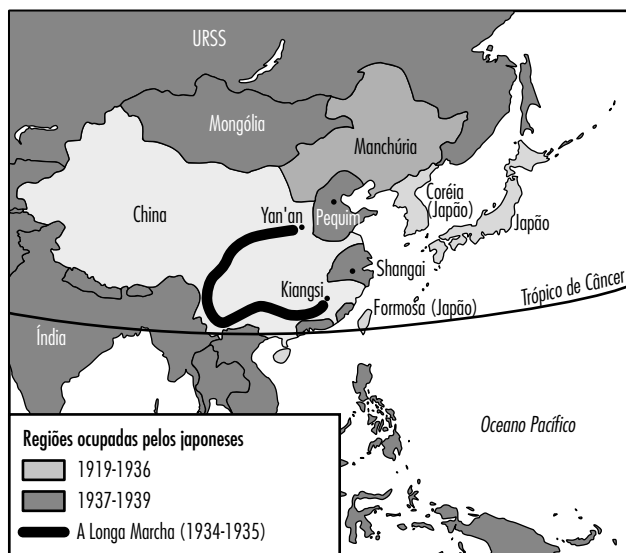 URSS
Mongólia
Manchúria
China
Yan'an
Pequim
Coréia
(Japão)
Japão
Shangai
Kiangsi
Formosa (Japão)
Trópico de Câncer
Índia
Oceano Pacífico
Regiões ocupadas pelos japoneses
1919-1936
1937-1939
A Longa Marcha (1934-1935)